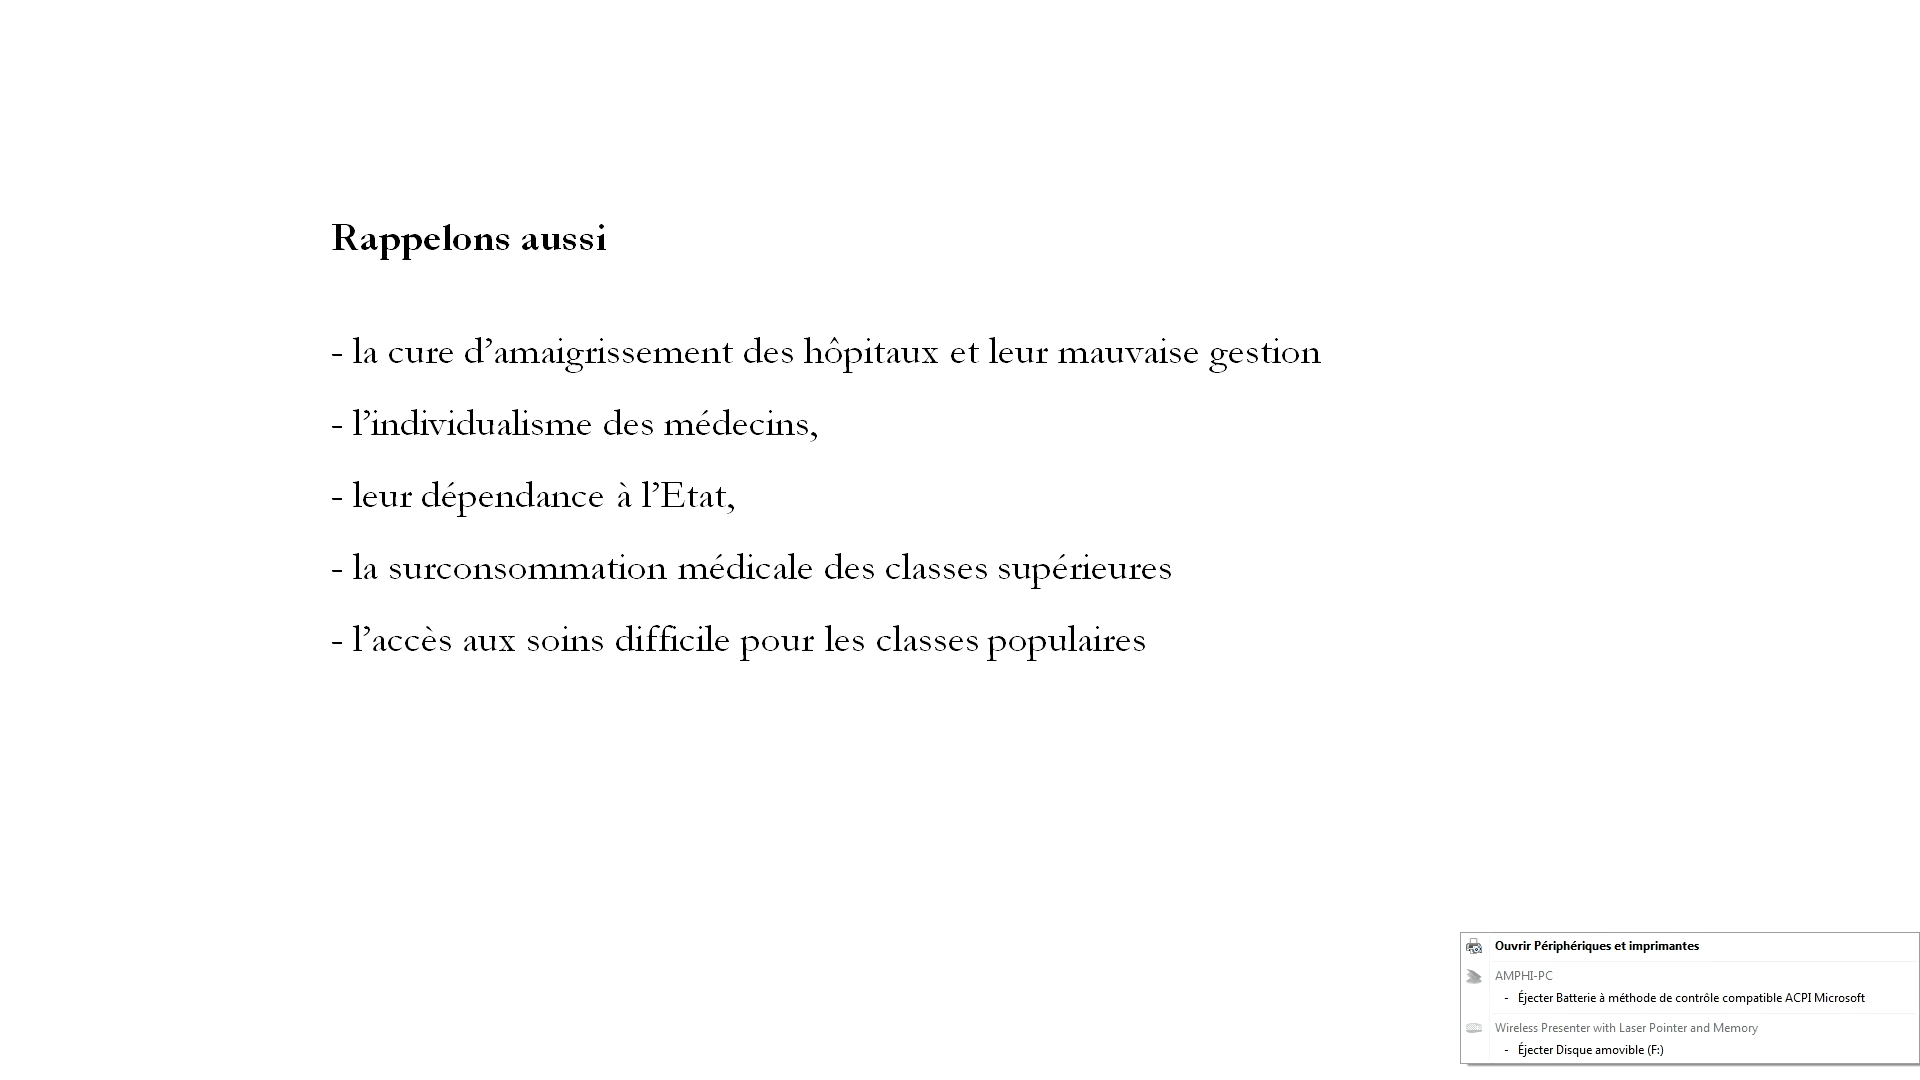 Rappelons aussi
- la cure d’amaigrissement des hôpitaux et leur mauvaise gestion
- l’individualisme des médecins,
- leur dépendance à l’Etat,
- la surconsommation médicale des classes supérieures
- l’accès aux soins difficile pour les classes populaires
Ouvrir Périphériques et imprimantes
AMPHI-PC
- Éjecter Batterie à méthode de contrôle compatible ACPI Microsoft
Wireless Presenter with Laser Pointer and Memory
- Éjecter Disque amovible (F:)